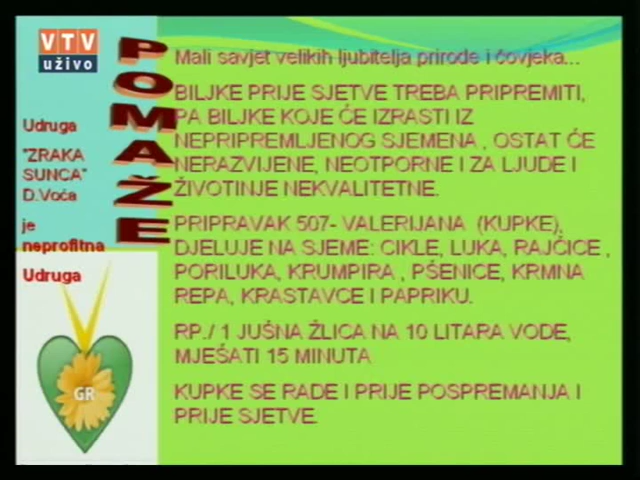 VTV
uživo
POMAŽE
Udruga
"ZRAKA
SUNCA"
D.Voća
je
neprofitna
Udruga
GR
Mali savjet velikih ljubitelja prirode i čovjeka...
BILJKE PRIJE SJETVE TREBA PRIPREMITI,
PA BILJKE KOJE ĆE IZRASTI IZ
NEPRIPREMLJENOG SJEMENA , OSTAT ĆE
NERAZVIJENE, NEOTPORNE I ZA LJUDE I
ŽIVOTINJE NEKVALITETNE.
PRIPRAVAK 507- VALERIJANA (KUPKE),
DJELUJE NA SJEME: CIKLE, LUKA, RAJČICE ,
PORILUKA, KRUMPIRA , PŠENICE, KRMNA
REPA, KRASTAVCE I PAPRIKU.
RP./ 1 JUŠNA ŽLICA NA 10 LITARA VODE,
MJEŠATI 15 MINUTA
KUPKE SE RADE I PRIJE POSPREMANJA I
PRIJE SJETVE.